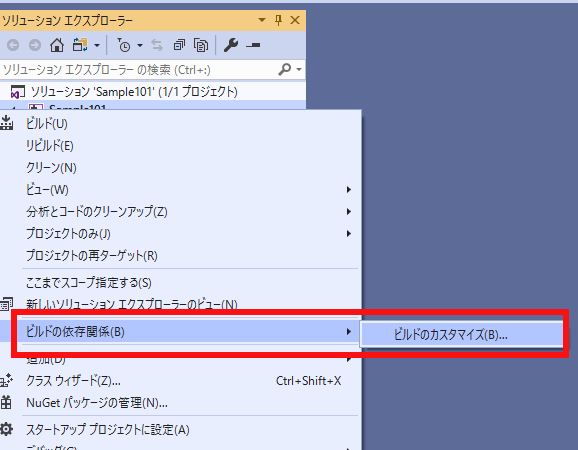 ソリューション エクスプローラー
ソリューション エクスプローラー の検索 (Ctrl+:)
ソリューション 'Sample101' (1/1 プロジェクト)
Sample101
ビルド(U)
リビルド(E)
クリーン(N)
ビュー(W)
分析とコードのクリーンアップ(Z)
プロジェクトのみ(J)
プロジェクトの再ターゲット(R)
ここまでスコープ指定する(S)
新しいソリューション エクスプローラーのビュー(N)
ビルドの依存関係(B)
ビルドのカスタマイズ(B)...
追加(D)
クラス ウィザード(Z)... Ctrl+Shift+X
NuGet パッケージの管理(N)...
スタートアップ プロジェクトに設定(A)
デバッグ(G)